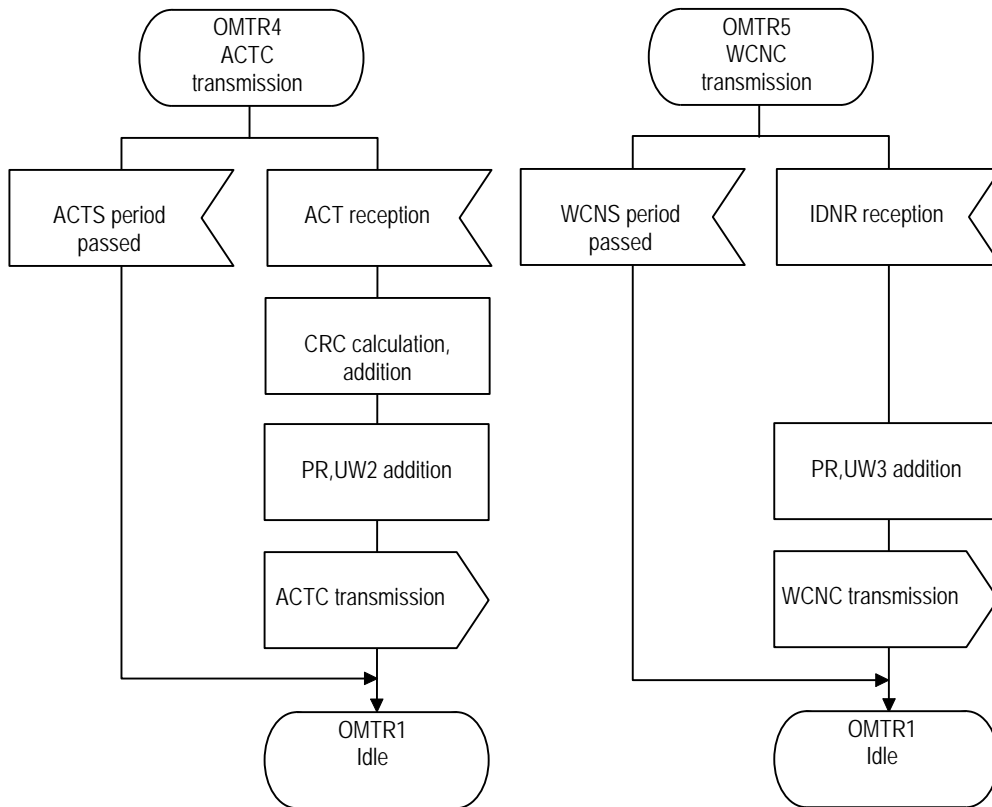 OMTR4
ACTC
transmission
ACTS period
passed
ACT reception
CRC calculation,
addition
PR,UW2 addition
ACTC transmission
OMTR1
Idle
OMTR5
WCNC
transmission
WCNS period
passed
IDNR reception
PR,UW3 addition
WCNC transmission
OMTR1
Idle